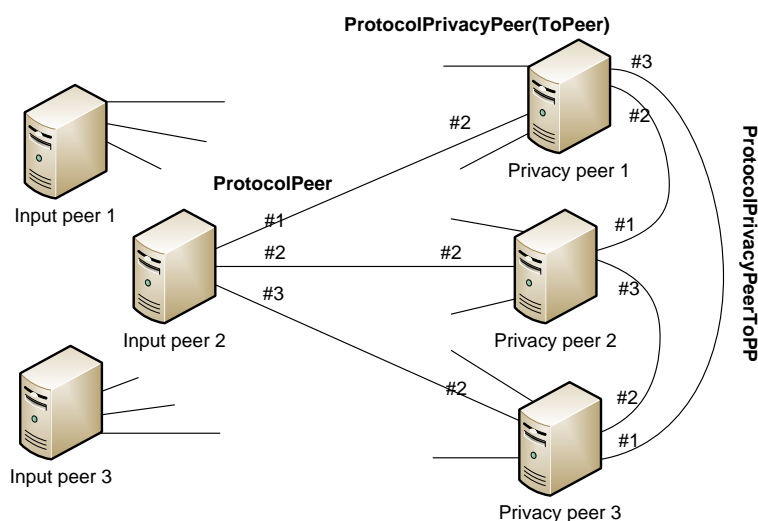 ProtocolPrivacyPeer(ToPeer)
#3
#2
#2
Privacy peer 1
ProtocolPeer
Input peer 1
#1
#1
#2
#2
#3
#3
Input peer 2
Privacy peer 2
ProtocolPrivacyPeerToPP
#2
#2
#1
Input peer 3
Privacy peer 3